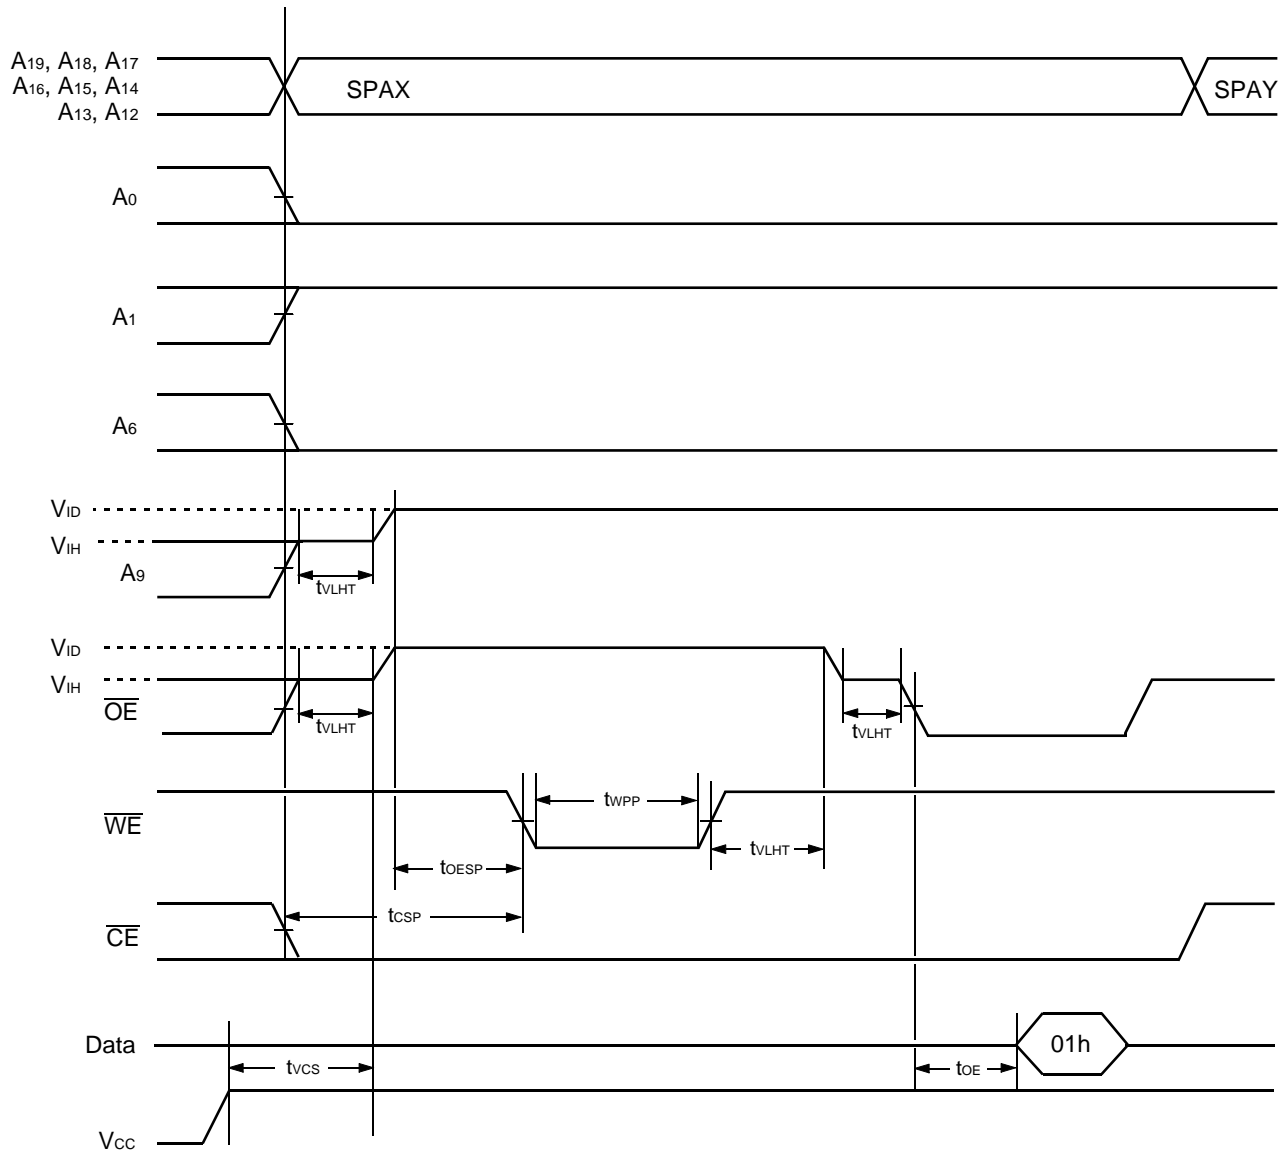 A19, A18, A17
A16, A15, A14
A13, A12
SPAX
SPAY
A0
A1
A6
VID
VIH
A9
tVLHT
VID
VIH
OE
tVLHT
tVLHT
WE
tWPP
tVLHT
tOESP
tCSP
CE
Data
01h
tVCS
tOE
VCC